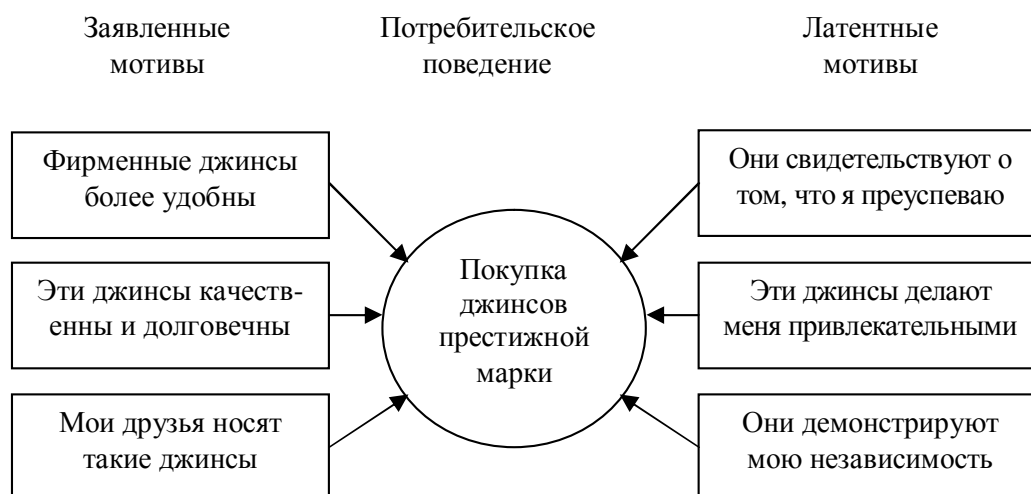 Заявленные
мотивы
Потребительское
поведение
Латентные
мотивы
Фирменные джинсы
более удобны
Эти джинсы качеств-
енны и долговечны
Мои друзья носят
такие джинсы
Покупка
джинсов
престижной
марки
Они свидетельствуют о
том, что я преуспеваю
Эти джинсы делают
меня привлекательными
Они демонстрируют
мою независимость